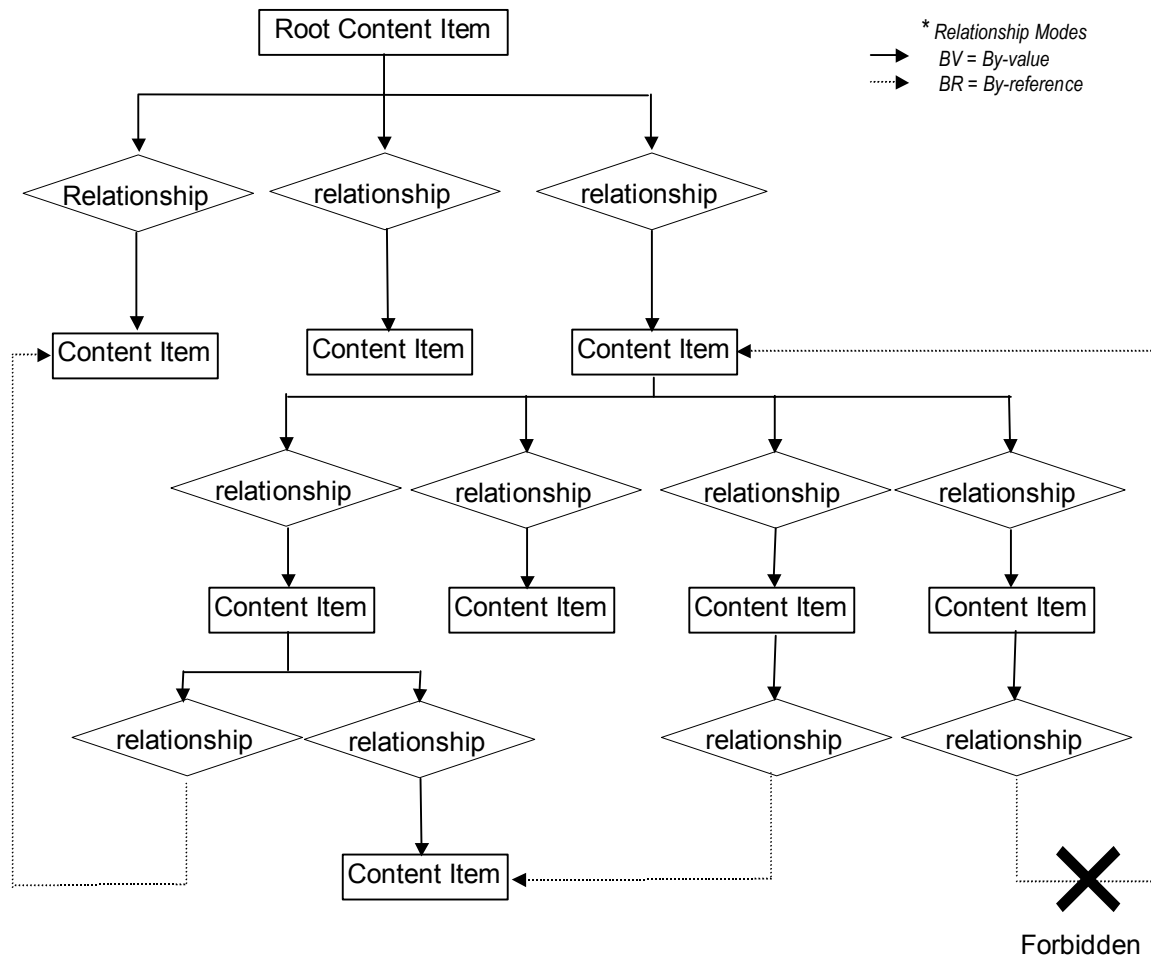 Root Content Item
* Relationship Modes
BV = By-value
BR = By-reference
Relationship
relationship
relationship
Content Item
Content Item
Content Item
relationship
relationship
relationship
relationship
Content Item
Content Item
Content Item
Content Item
relationship
relationship
relationship
relationship
Content Item
Forbidden